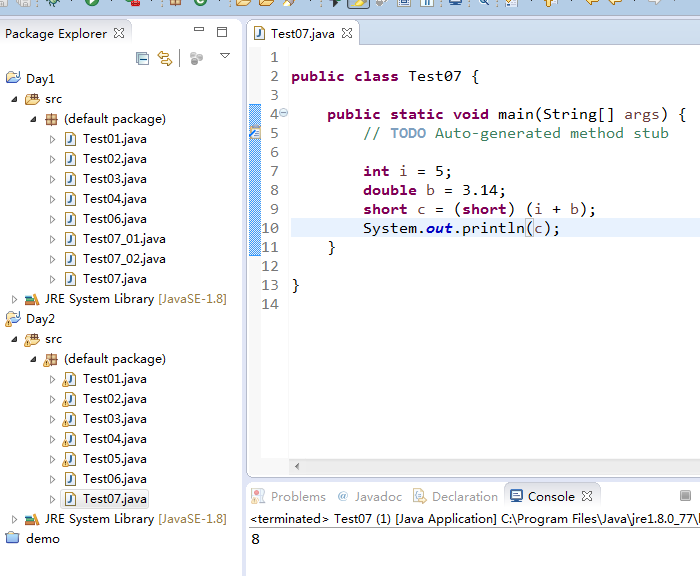 Package Explorer
Day1
src
(default package)
Test01.java
Test02.java
Test03.java
Test04.java
Test06.java
Test07_01.java
Test07_02.java
Test07.java
JRE System Library [JavaSE-1.8]
Day2
src
(default package)
Test01.java
Test02.java
Test03.java
Test04.java
Test05.java
Test06.java
Test07.java
JRE System Library [JavaSE-1.8]
demo
Test07.java
1
2 public class Test07 {
3
4 public static void main(String[] args) {
5 // TODO Auto-generated method stub
6
7 int i = 5;
8 double b = 3.14;
9 short c = (short) (i + b);
10 System.out.println(c);
11 }
12
13 }
14
Problems @ Javadoc Declaration Console
<terminated> Test07 (1) [Java Application] C:\Program Files\Java\jre1.8.0_77\
8